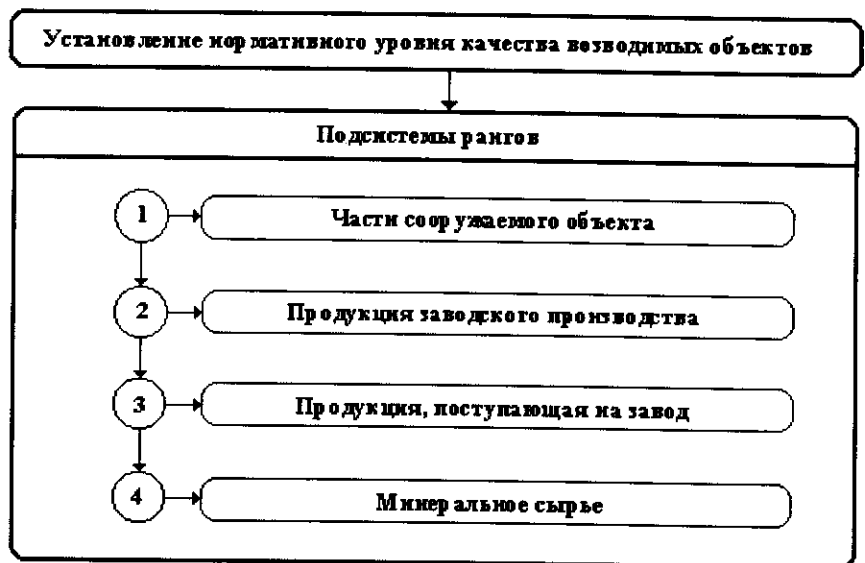 Установление нормативного уровня качества возводимых объектов
Подсистемы рангов
1 Части сооружаемого объекта
2 Продукция заводского производства
3 Продукция, поступающая на завод
4 Минеральное сырье